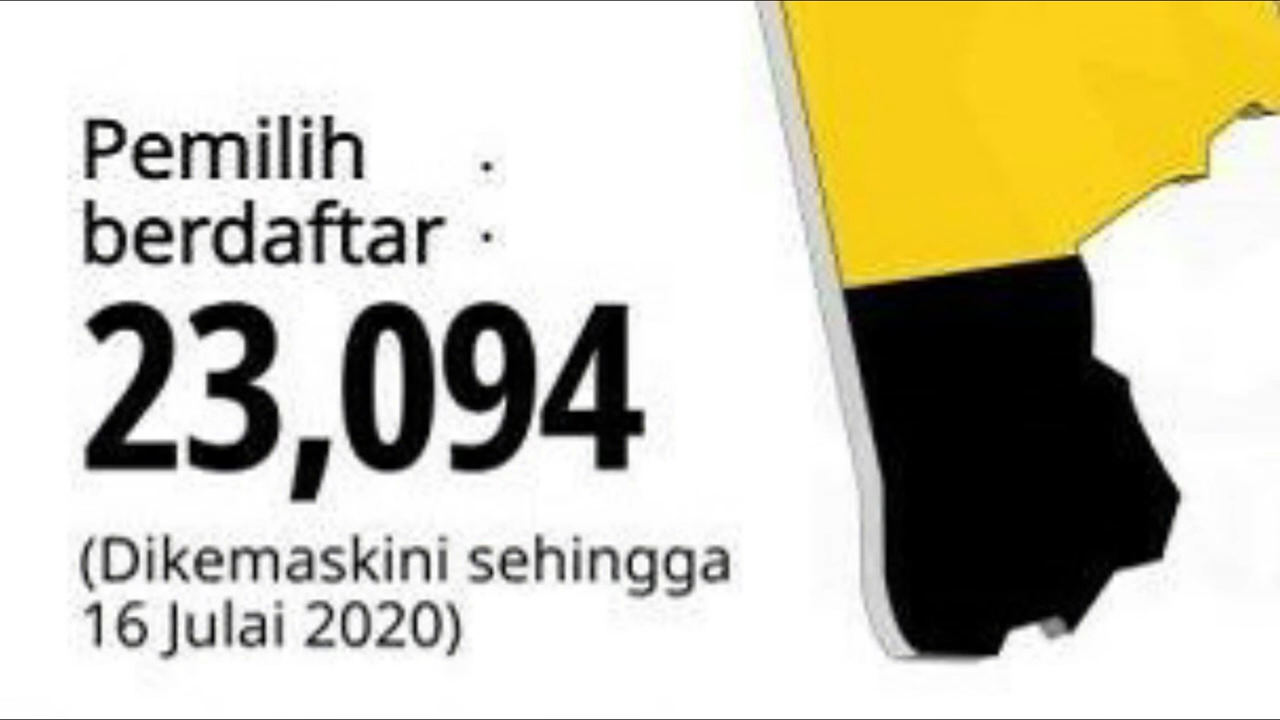 Pemilih :
berdaftar
23,094
(Dikemaskini sehingga
16 Julai 2020)